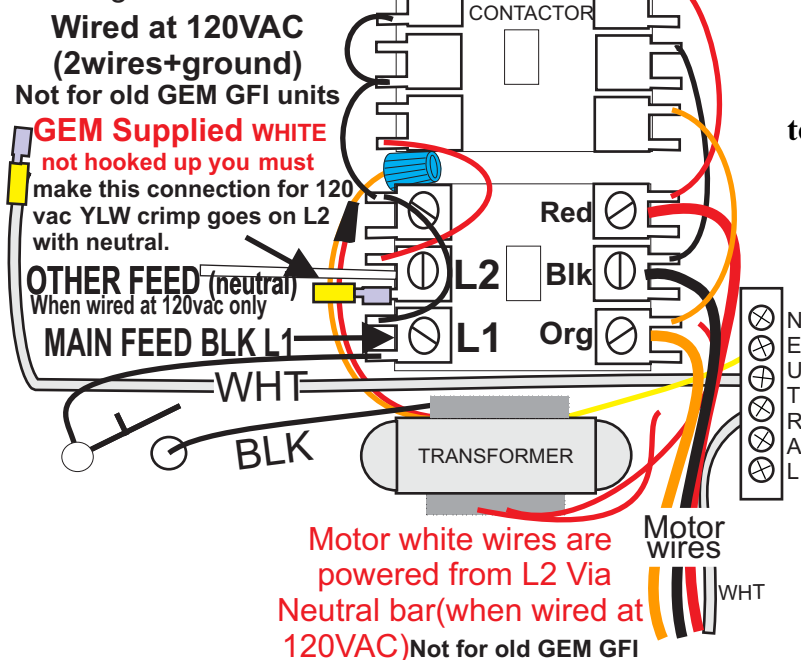 CONTACTOR
Wired at 120VAC
(2wires+ground)
Not for old GEM GFI units
GEM Supplied WHITE
not hooked up you must
make this connection for 120
vac YLW crimp goes on L2
with neutral.
OTHER FEED (neutral)
When wired at 120vac only
MAIN FEED BLK L1
Red
L2
Blk
L1
Org
WHT
BLK
TRANSFORMER
N
E
U
T
R
A
L
Motor white wires are
powered from L2 Via
Neutral bar(when wired at
120VAC)Not for old GEM GFI
Motor
wires
WHT